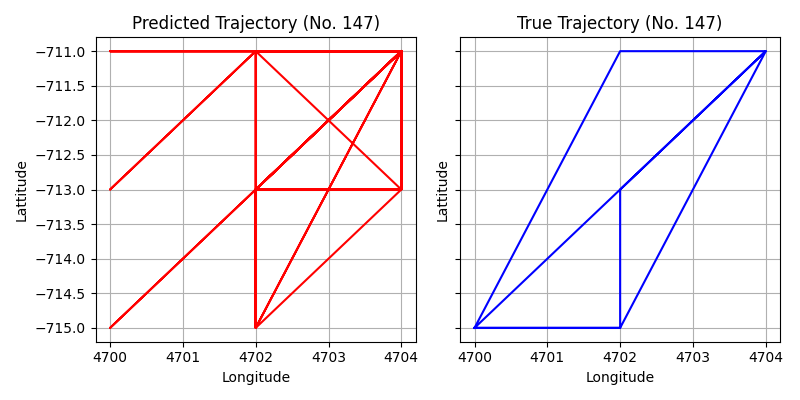 Predicted Trajectory (No. 147)
True Trajectory (No. 147)
−711.0
−711.5
−712.0
−712.5
−713.0
−713.5
−714.0
−714.5
−715.0
Lattitude
Lattitude
4700 4701 4702 4703 4704
4700 4701 4702 4703 4704
Longitude
Longitude